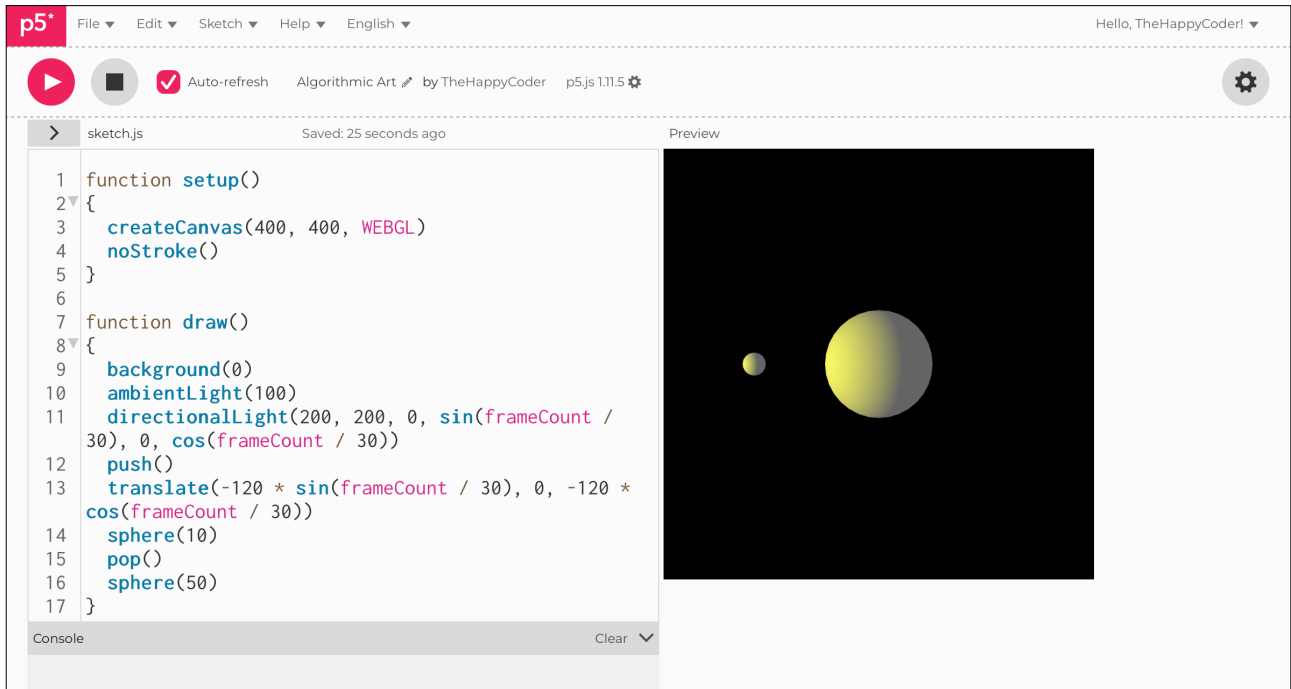 p5* File Edit Sketch Help English Hello, TheHappyCoder!
Auto-refresh Algorithmic Art by TheHappyCoder p5.js 1.11.5
sketch.js Saved: 25 seconds ago Preview
1 function setup()
2 {
3 createCanvas(400, 400, WEBGL)
4 noStroke()
5 }
6
7 function draw()
8 {
9 background(0)
10 ambientLight(100)
11 directionalLight(200, 200, 0, sin(frameCount /
30), 0, cos(frameCount / 30))
12 push()
13 translate(-120 * sin(frameCount / 30), 0, -120 *
cos(frameCount / 30))
14 sphere(10)
15 pop()
16 sphere(50)
17 }
Console Clear